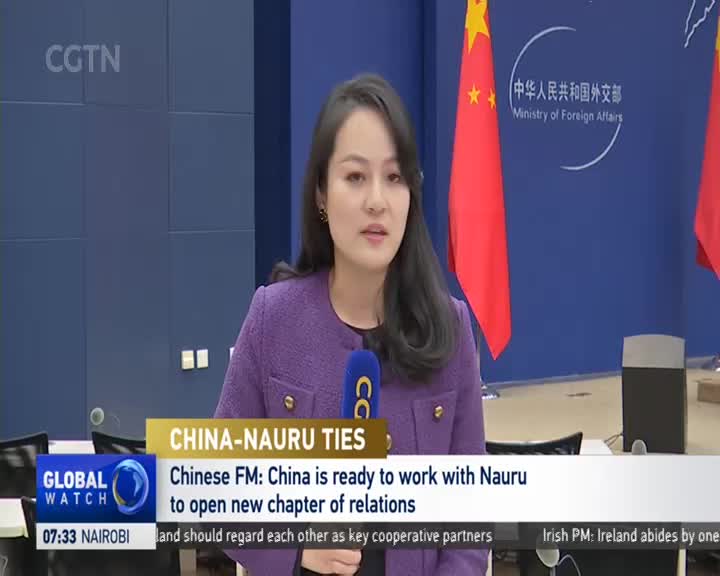 CGTN
中华人民共和国外交部
Ministry of Foreign Affairs
CG
CHINA-NAURU TIES
GLOBAL
WATCH
Chinese FM: China is ready to work with Nauru
to open new chapter of relations
07:33 NAIROBI
land should regard each other as key cooperative partners
Irish PM: Ireland abides by one